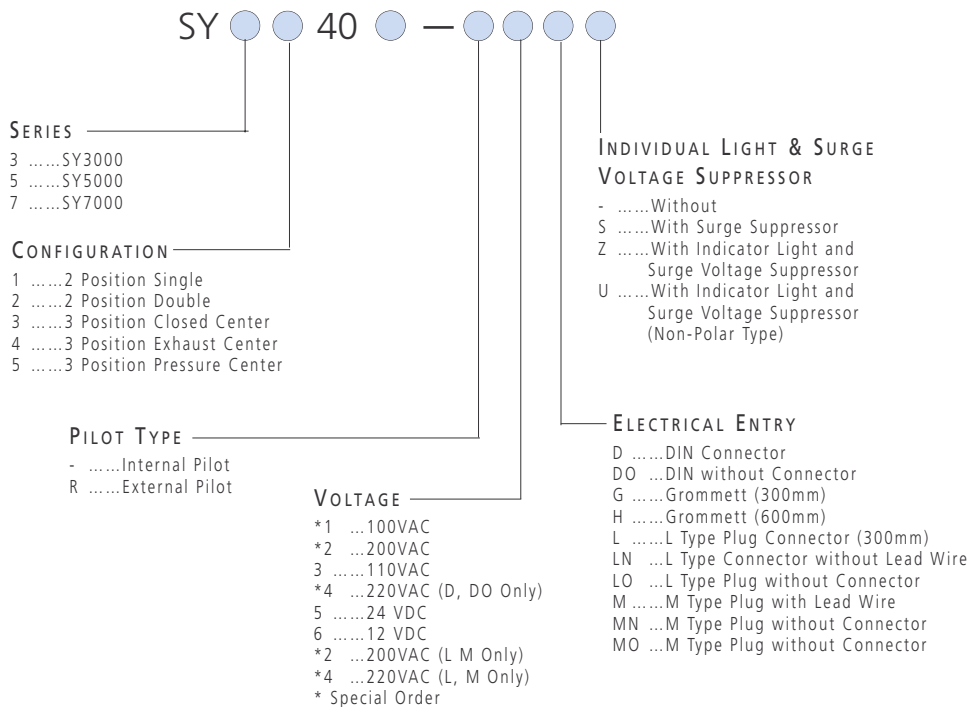 SY 40 —
SERIES
3 ……SY3000
5 ……SY5000
7 ……SY7000
CONFIGURATION
1 ……2 Position Single
2 ……2 Position Double
3 ……3 Position Closed Center
4 ……3 Position Exhaust Center
5 ……3 Position Pressure Center
PILOT TYPE
- ……Internal Pilot
R ……External Pilot
VOLTAGE
*1 …100VAC
*2 …200VAC
3 ……110VAC
*4 …220VAC (D, DO Only)
5 ……24 VDC
6 ……12 VDC
*2 …200VAC (L M Only)
*4 …220VAC (L, M Only)
* Special Order
INDIVIDUAL LIGHT & SURGE
VOLTAGE SUPPRESSOR
- ……Without
S ……With Surge Suppressor
Z ……With Indicator Light and
Surge Voltage Suppressor
U ……With Indicator Light and
Surge Voltage Suppressor
(Non-Polar Type)
ELECTRICAL ENTRY
D ……DIN Connector
DO …DIN without Connector
G ……Grommett (300mm)
H ……Grommett (600mm)
L ……L Type Plug Connector (300mm)
LN …L Type Connector without Lead Wire
LO …L Type Plug without Connector
M ……M Type Plug with Lead Wire
MN …M Type Plug without Connector
MO …M Type Plug without Connector